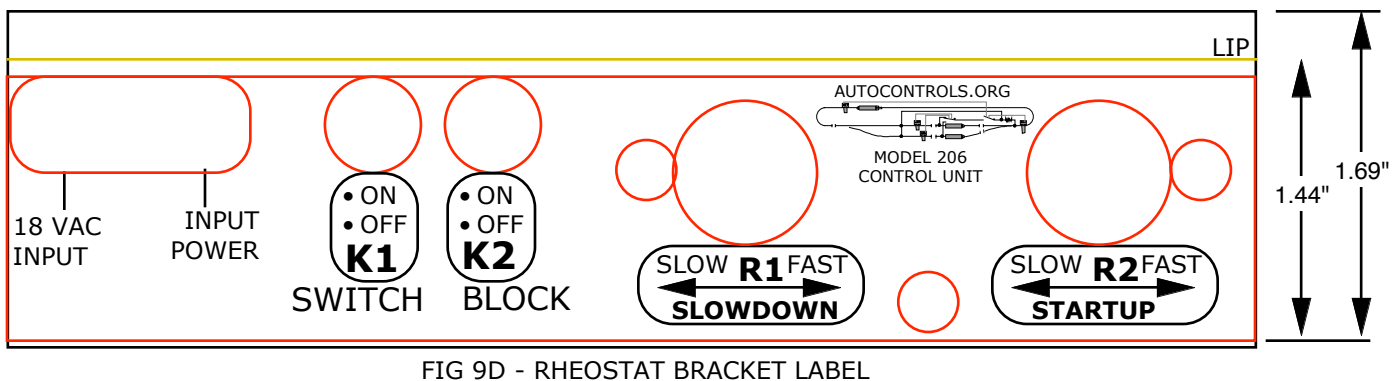 LIP
AUTOCONTROLS.ORG
MODEL 206
CONTROL UNIT
1.44"
1.69"
18 VAC
INPUT
INPUT
POWER
• ON
• OFF
K1
SWITCH
• ON
• OFF
K2
BLOCK
SLOW R1 FAST
SLOWDOWN
SLOW R2 FAST
STARTUP
FIG 9D - RHEOSTAT BRACKET LABEL